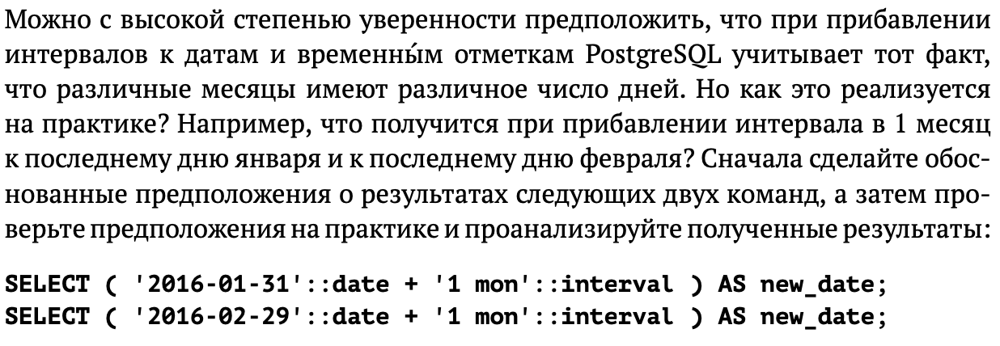 Можно с высокой степенью уверенности предположить, что при прибавлении
интервалов к датам и временны́м отметкам PostgreSQL учитывает тот факт,
что различные месяцы имеют различное число дней. Но как это реализуется
на практике? Например, что получится при прибавлении интервала в 1 месяц
к последнему дню января и к последнему дню февраля? Сначала сделайте обос-
нованные предположения о результатах следующих двух команд, а затем про-
верьте предположения на практике и проанализируйте полученные результаты:
SELECT ( '2016-01-31'::date + '1 mon'::interval ) AS new_date;
SELECT ( '2016-02-29'::date + '1 mon'::interval ) AS new_date;